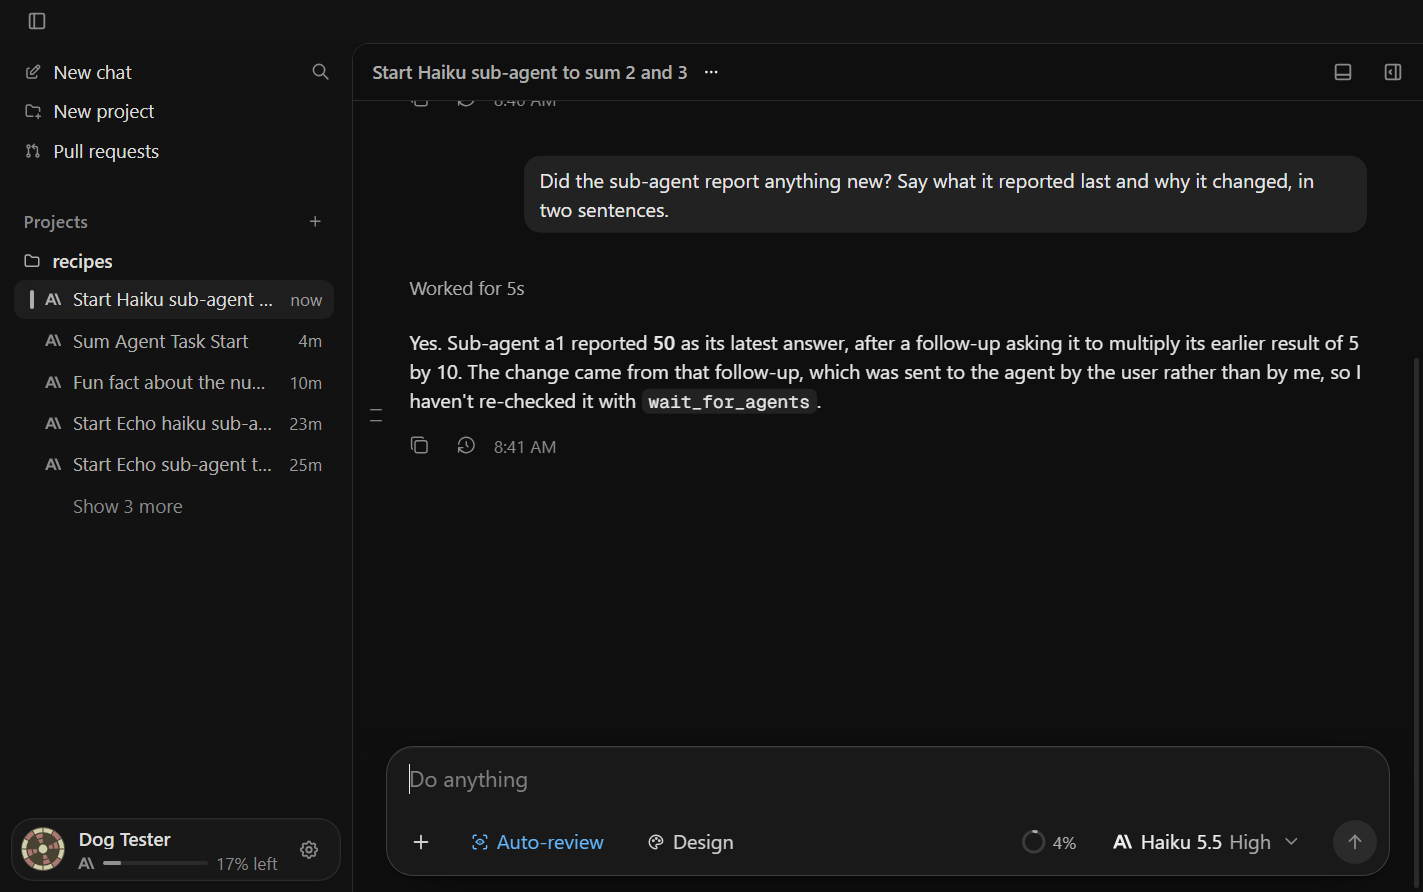 New chat
New project
Pull requests
Projects
recipes
Start Haiku sub-agent ... now
Sum Agent Task Start 4m
Fun fact about the nu... 10m
Start Echo haiku sub-a... 23m
Start Echo sub-agent t... 25m
Show 3 more
Dog Tester
17% left
Start Haiku sub-agent to sum 2 and 3 ...
8:40 AM
Did the sub-agent report anything new? Say what it reported last and why it changed, in
two sentences.
Worked for 5s
Yes. Sub-agent a1 reported 50 as its latest answer, after a follow-up asking it to multiply its earlier result of 5
by 10. The change came from that follow-up, which was sent to the agent by the user rather than by me, so I
haven't re-checked it with wait_for_agents.
8:41 AM
Do anything
Auto-review Design 4% Haiku 5.5 High